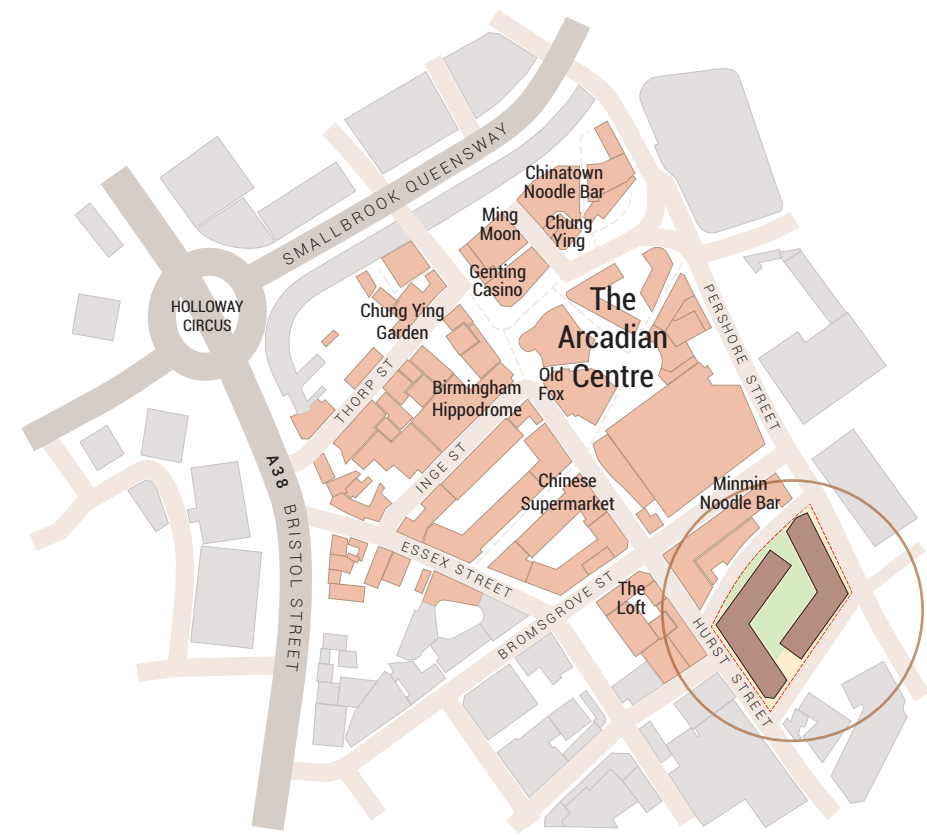 SMALLBROOK QUEENSWAY
Chinatown
Noodle Bar
Ming
Moon
Chung
Ying
Genting
Casino
HOLLOWAY
CIRCUS
Chung Ying
Garden
The
Arcadian
Centre
PERSHORE STREET
THORP ST
Birmingham
Hippodrome
Old
Fox
INGE ST
A38 BRISTOL STREET
Chinese
Supermarket
Minmin
Noodle Bar
ESSEX STREET
BROMSGROVE ST
The
Loft
HURST STREET